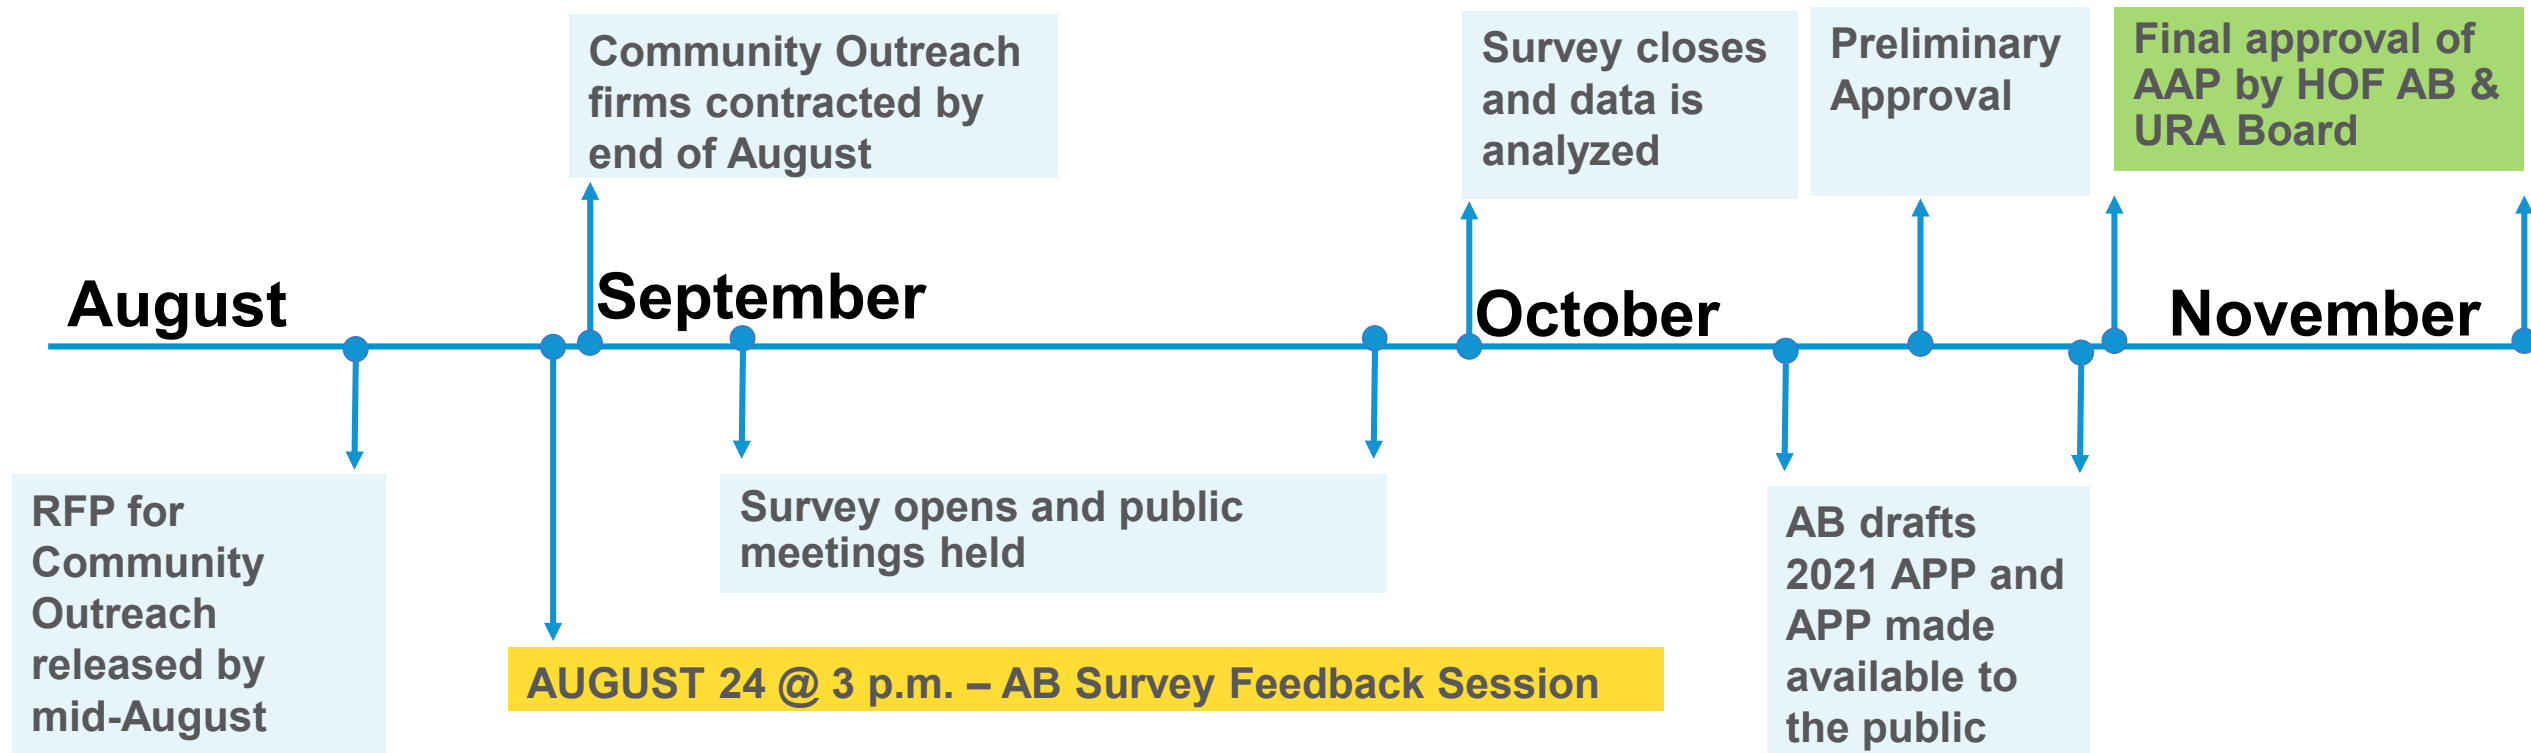 Community Outreach
firms contracted by
end of August
Survey closes
and data is
analyzed
Preliminary
Approval
Final approval of
AAP by HOF AB &
URA Board
August
September
October
November
RFP for
Community
Outreach
released by
mid-August
Survey opens and public
meetings held
AUGUST 24 @ 3 p.m. – AB Survey Feedback Session
AB drafts
2021 APP and
APP made
available to
the public